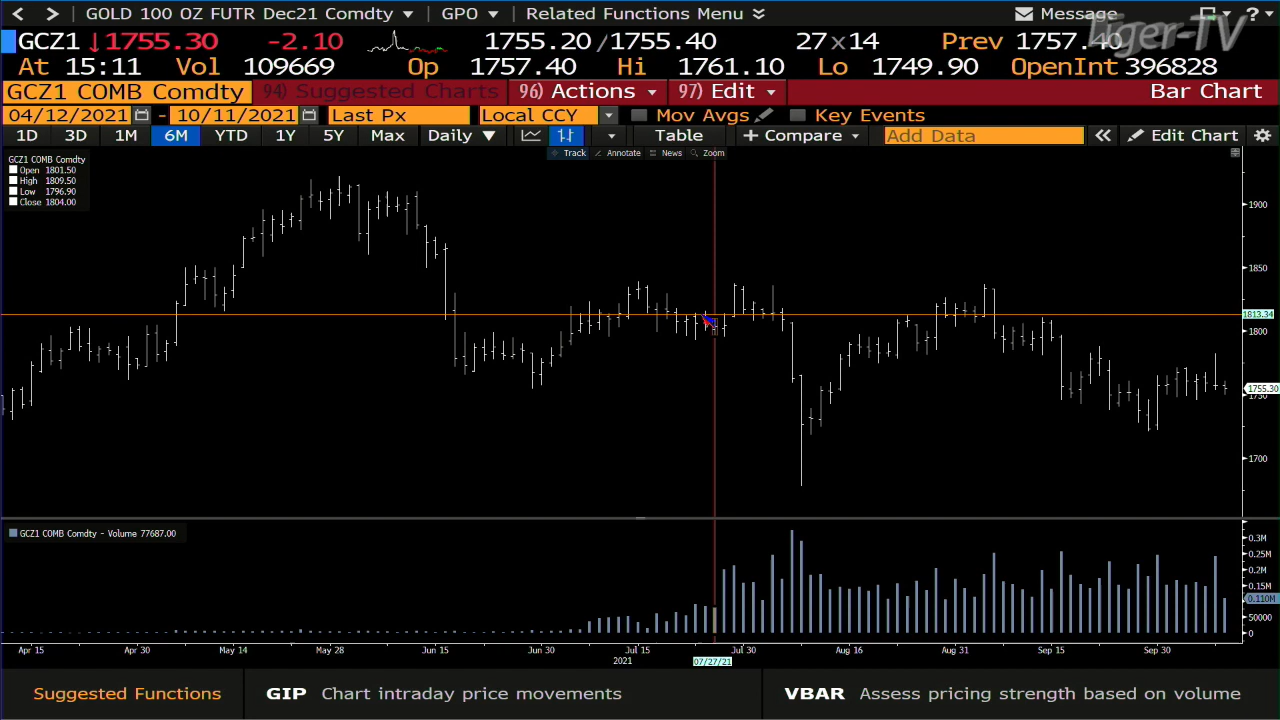 GOLD 100 OZ FUTR Dec21 Comdty GPO Related Functions Menu Message ?
GCZ1 ↓1755.30 -2.10 1755.20/1755.40 27x14 Prev 1757.40 Tiger-TV
At 15:11 Vol 109669 Op 1757.40 Hi 1761.10 Lo 1749.90 OpenInt 396828
GCZ1 COMB Comdty 94) Suggested Charts 96) Actions 97) Edit Bar Chart
04/12/2021 - 10/11/2021 Last Px Local CCY Mov Avgs Key Events
1D 3D 1M 6M YTD 1Y 5Y Max Daily ▼ Table + Compare Add Data « Edit Chart
Track Annotate News Zoom
GCZ1 COMB Comdty
Open 1801.50
High 1809.50
Low 1796.90
Close 1804.00
1900
1850
1813.34
1800
1755.30
1750
1700
GCZ1 COMB Comdty - Volume 77687.00
0.3M
0.25M
0.2M
0.15M
0.110M
50000
0
Apr 15 Apr 30 May 14 May 28 Jun 15 Jun 30 Jul 15 Jul 30 Aug 16 Aug 31 Sep 15 Sep 30
2021 07/27/21
Suggested Functions GIP Chart intraday price movements VBAR Assess pricing strength based on volume